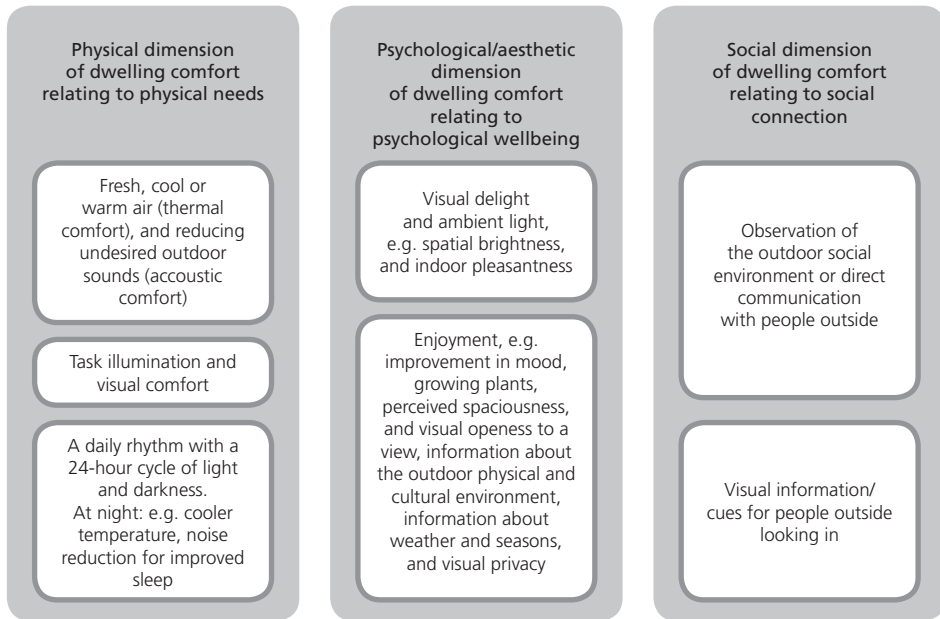 Physical dimension
of dwelling comfort
relating to physical needs
Fresh, cool or
warm air (thermal
comfort), and reducing
undesired outdoor
sounds (accoustic
comfort)
Task illumination and
visual comfort
A daily rhythm with a
24-hour cycle of light
and darkness.
At night: e.g. cooler
temperature, noise
reduction for improved
sleep
Psychological/aesthetic
dimension
of dwelling comfort
relating to
psychological wellbeing
Visual delight
and ambient light,
e.g. spatial brightness,
and indoor pleasantness
Enjoyment, e.g.
improvement in mood,
growing plants,
perceived spaciousness,
and visual openess to a
view, information about
the outdoor physical and
cultural environment,
information about
weather and seasons,
and visual privacy
Social dimension
of dwelling comfort
relating to social
connection
Observation of
the outdoor social
environment or direct
communication
with people outside
Visual information/
cues for people outside
looking in